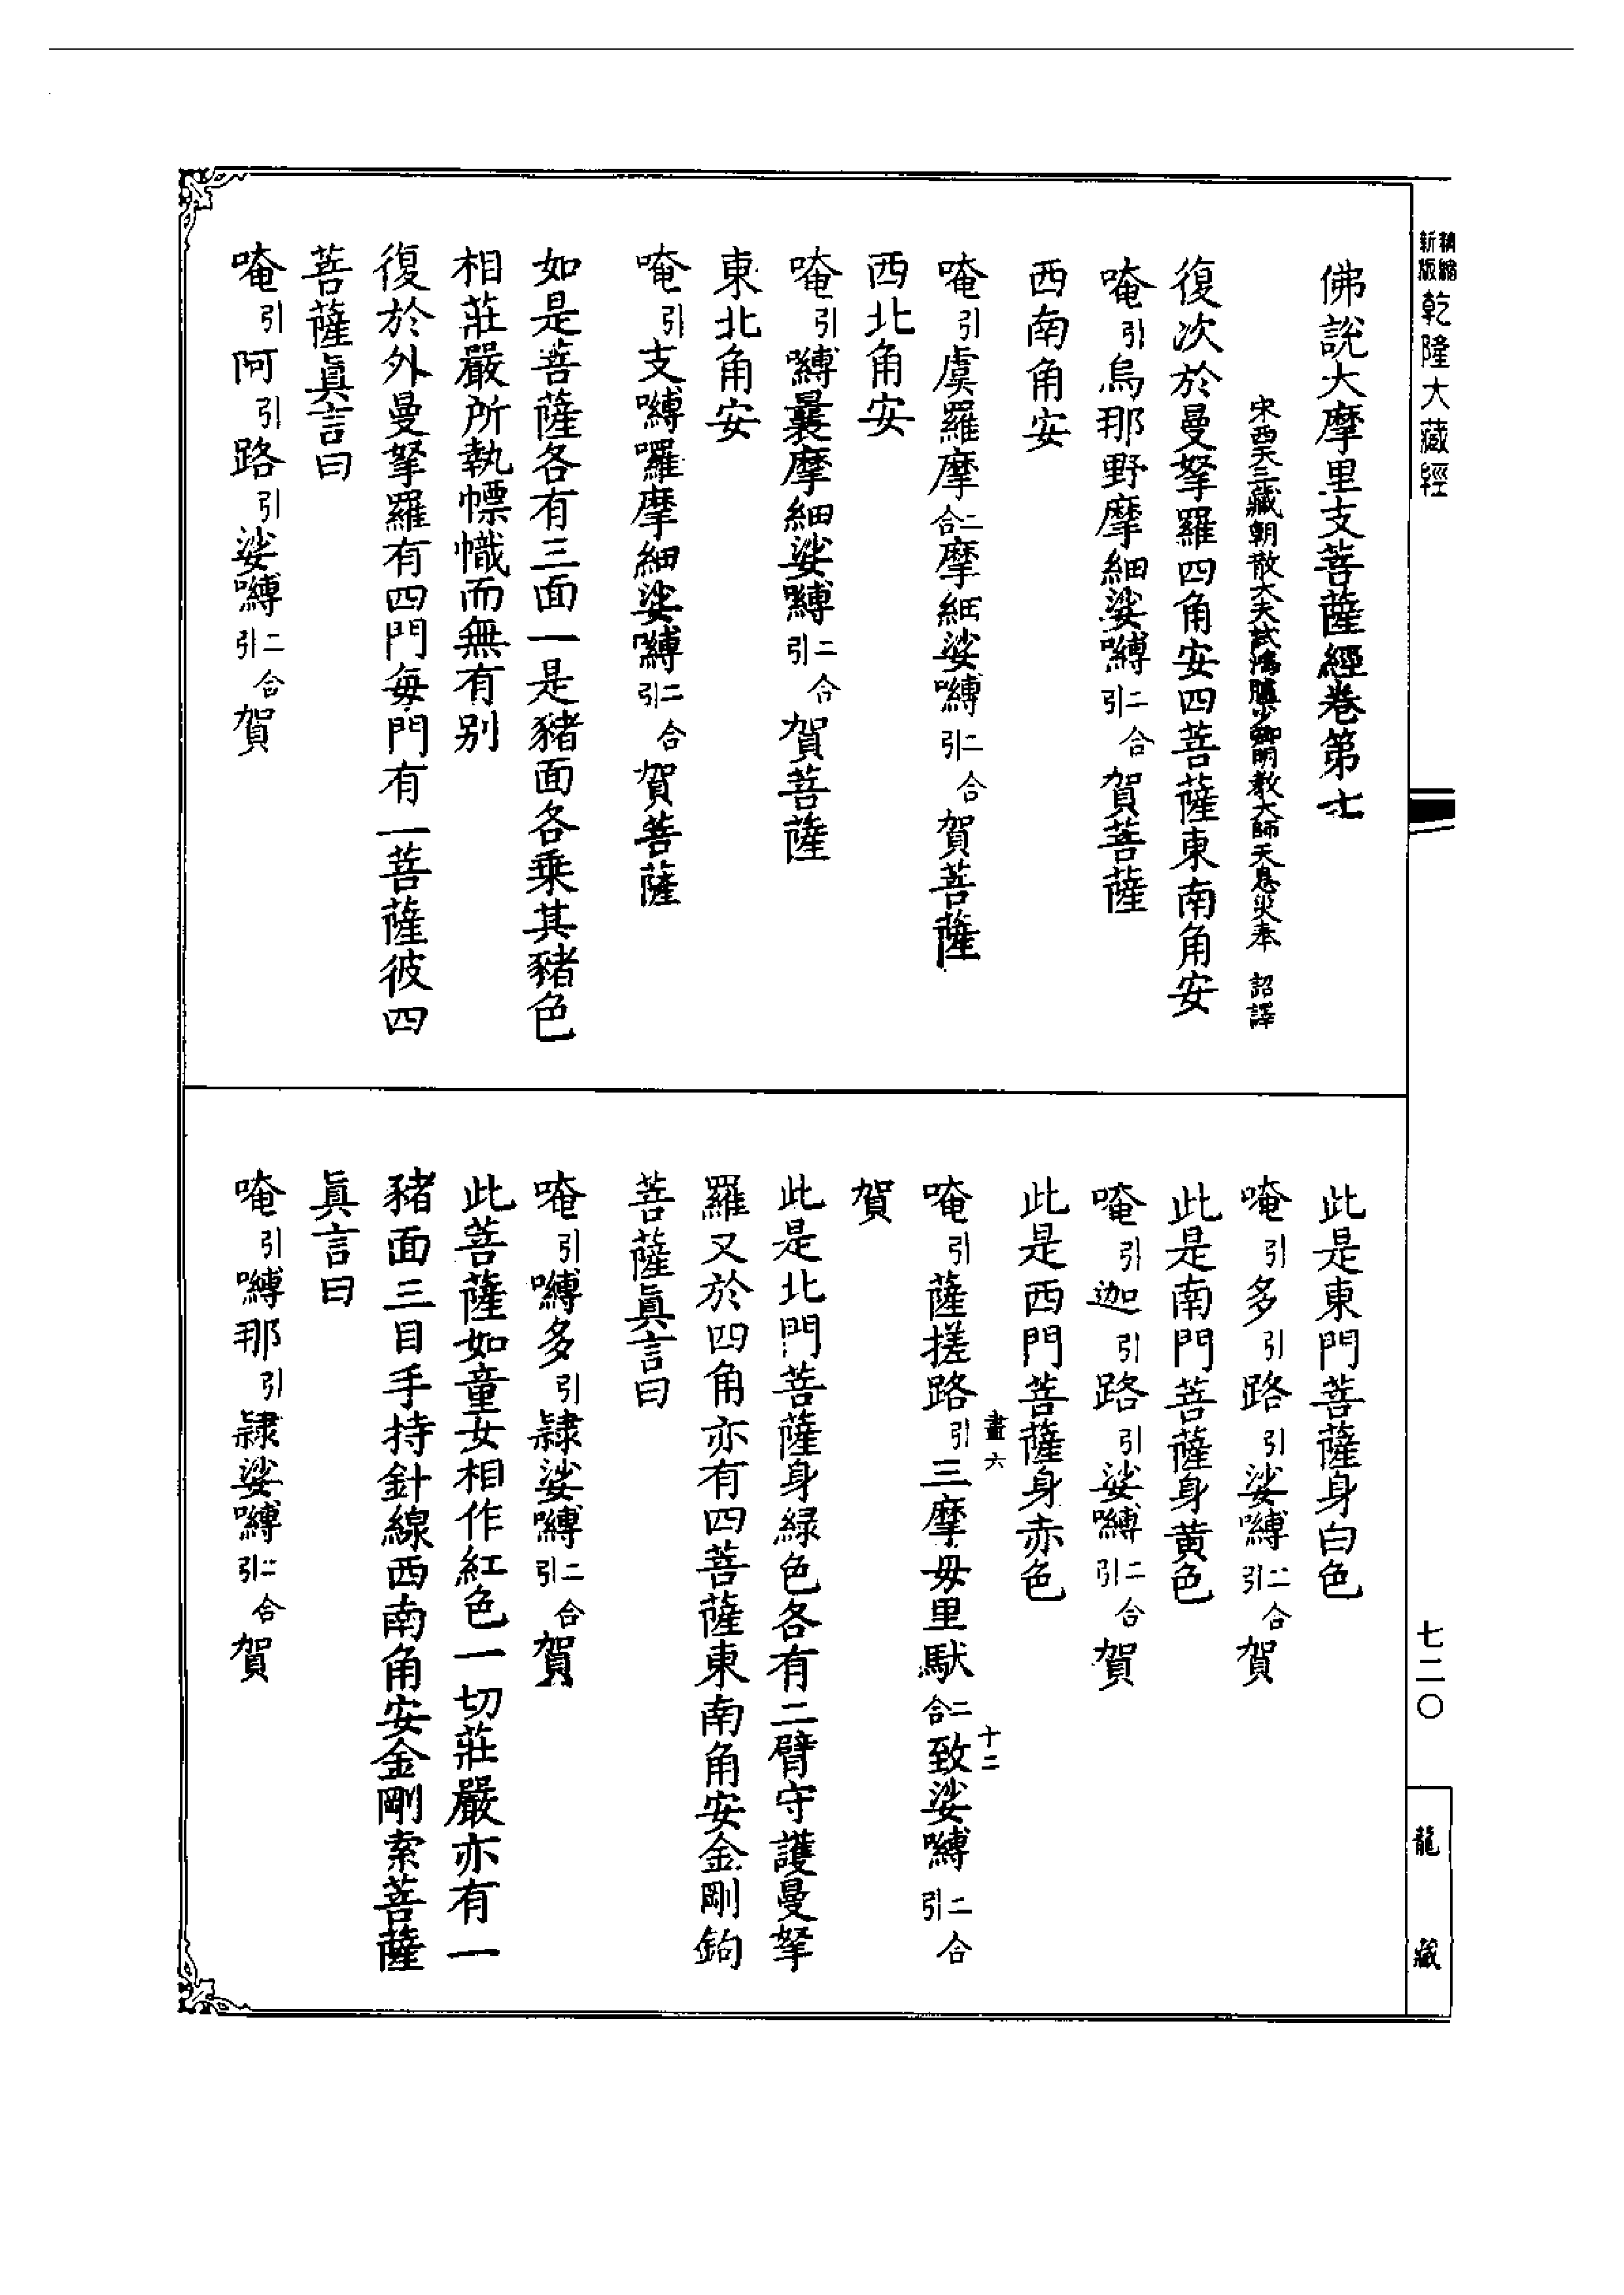 精縮新版乾隆大藏經
七二〇
龍藏
佛說大摩里支菩薩經卷第七
宋西天三藏朝散大夫試鴻臚少卿明教大師天息災奉 詔譯
復次於曼拏羅四角安四菩薩東南角安
唵引烏那野摩細娑嚩二合引賀菩薩
西南角安
唵引虞羅摩二合摩細娑嚩二合引賀菩薩
西北角安
唵引嚩曩摩細娑嚩二合引賀菩薩
東北角安
唵引支嚩囉摩細娑嚩二合引賀菩薩
如是菩薩各有三面一是豬面各乘其豬色
相莊嚴所執幖幟而無有別
復於外曼拏羅有四門每門有一菩薩彼四
菩薩眞言曰
唵引阿引路引娑嚩二合引賀
此是東門菩薩身白色
唵引多引路引娑嚩二合引賀
此是南門菩薩身黃色
唵引迦引路引娑嚩二合引賀
此是西門菩薩身赤色
畫六 十二
唵引薩搓路引三摩毋里馱二合致娑嚩二合引
賀
此是北門菩薩身綠色各有二臂守護曼拏
羅又於四角亦有四菩薩東南角安金剛鉤
菩薩眞言曰
唵引嚩多引隷娑嚩二合引賀
此菩薩如童女相作紅色一切莊嚴亦有一
豬面三目手持針線西南角安金剛索菩薩
眞言曰
唵引嚩那引隷娑嚩二合引賀